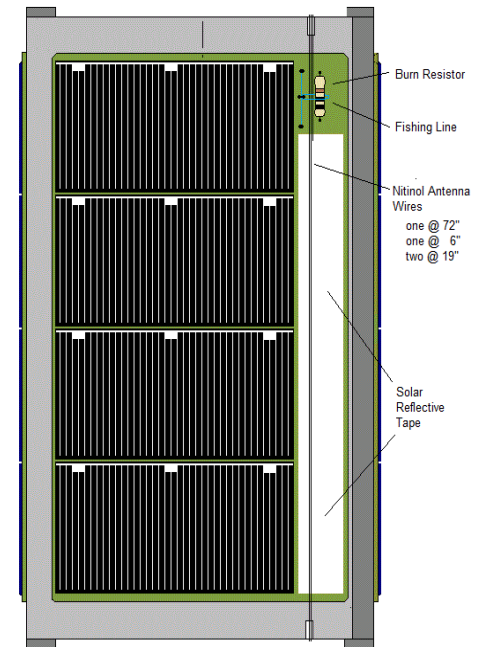 Burn Resistor
Fishing Line
Nitinol Antenna
Wires
one @ 72"
one @ 6"
two @ 19"
Solar
Reflective
Tape